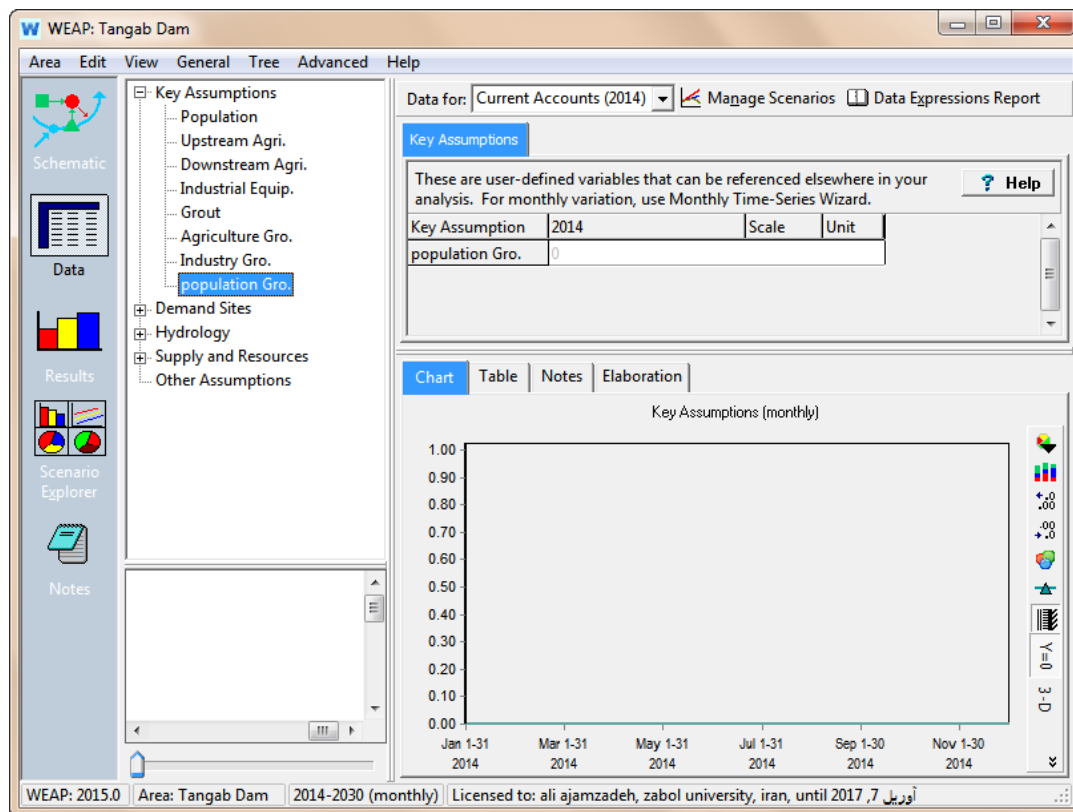 WEAP: Tangab Dam
Area Edit View General Tree Advanced Help
Schematic
Data
Results
Scenario
Explorer
Notes
Key Assumptions
Population
Upstream Agri.
Downstream Agri.
Industrial Equip.
Grout
Agriculture Gro.
Industry Gro.
population Gro.
Demand Sites
Hydrology
Supply and Resources
Other Assumptions
Data for: Current Accounts (2014) Manage Scenarios Data Expressions Report
Key Assumptions
These are user-defined variables that can be referenced elsewhere in your
analysis. For monthly variation, use Monthly Time-Series Wizard.
? Help
Key Assumption 2014 Scale Unit
population Gro. 0
Chart Table Notes Elaboration
Key Assumptions (monthly)
1.00
0.90
0.80
0.70
0.60
0.50
0.40
0.30
0.20
0.10
0.00
Jan 1-31 Mar 1-31 May 1-31 Jul 1-31 Sep 1-30 Nov 1-30
2014 2014 2014 2014 2014 2014
←.0
.00
.00
→.0
Y=0
3-D
WEAP: 2015.0 Area: Tangab Dam 2014-2030 (monthly) Licensed to: ali ajamzadeh, zabol university, iran, until 2017 ,7 آوریل